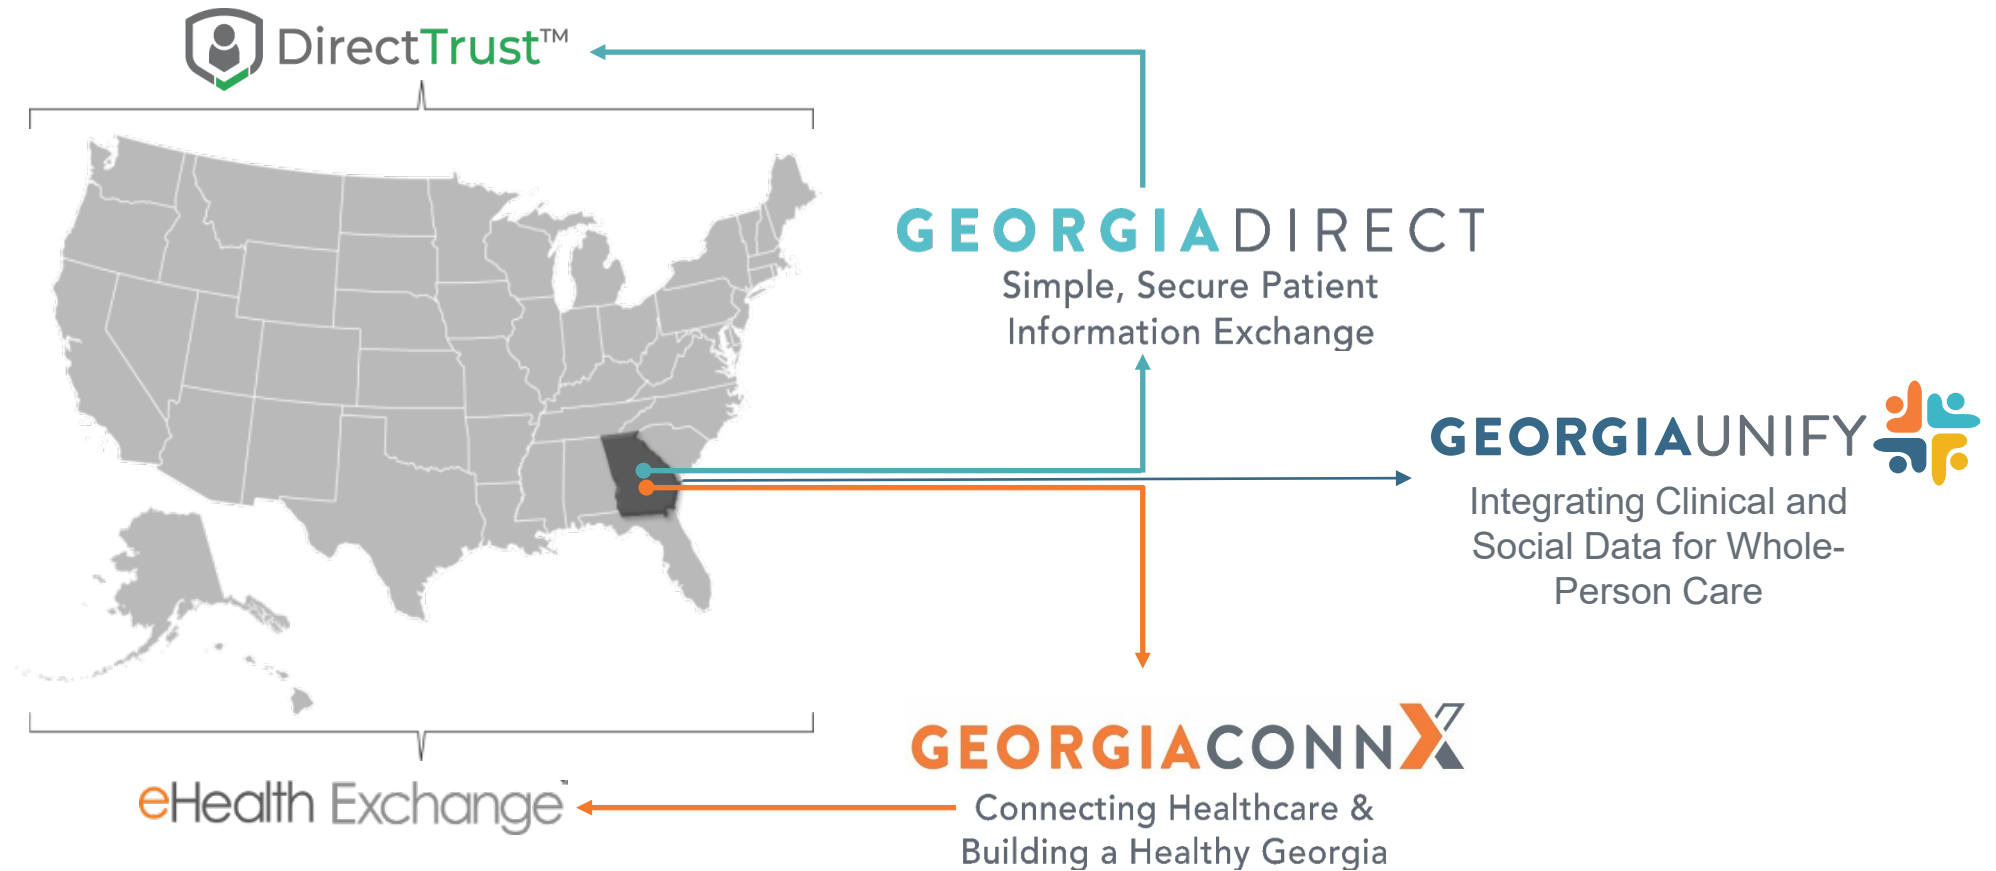 DirectTrust™
GEORGIADIRECT
Simple, Secure Patient
Information Exchange
GEORGIAUNIFY
Integrating Clinical and
Social Data for Whole-
Person Care
GEORGIACONNX
Connecting Healthcare &
Building a Healthy Georgia
eHealth Exchange™